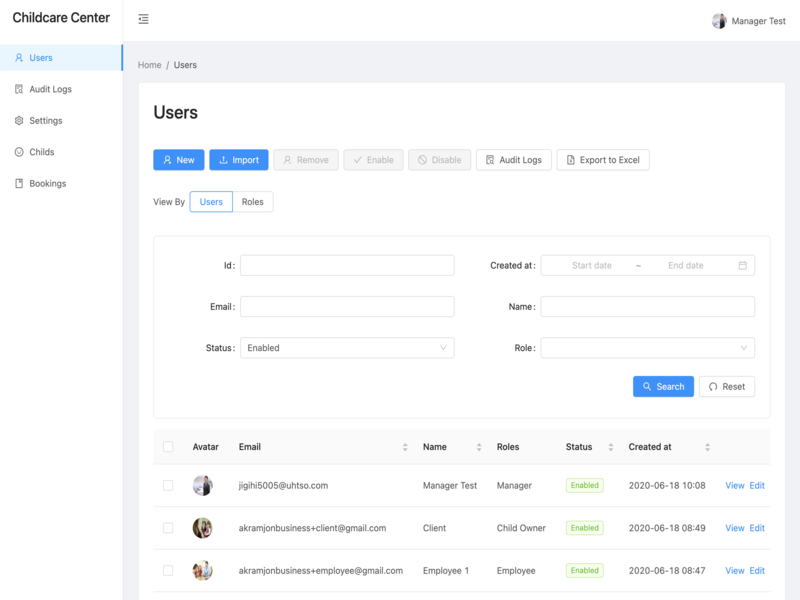 Childcare Center
Manager Test
Users
Audit Logs
Settings
Childs
Bookings
Home / Users
Users
New Import Remove Enable Disable Audit Logs Export to Excel
View By Users Roles
Id : Created at : Start date ~ End date
Email : Name :
Status : Enabled Role :
Search Reset
Avatar Email Name Roles Status Created at
jigihi5005@uhtso.com Manager Test Manager Enabled 2020-06-18 10:08 View Edit
akramjonbusiness+client@gmail.com Client Child Owner Enabled 2020-06-18 08:49 View Edit
akramjonbusiness+employee@gmail.com Employee 1 Employee Enabled 2020-06-18 08:47 View Edit